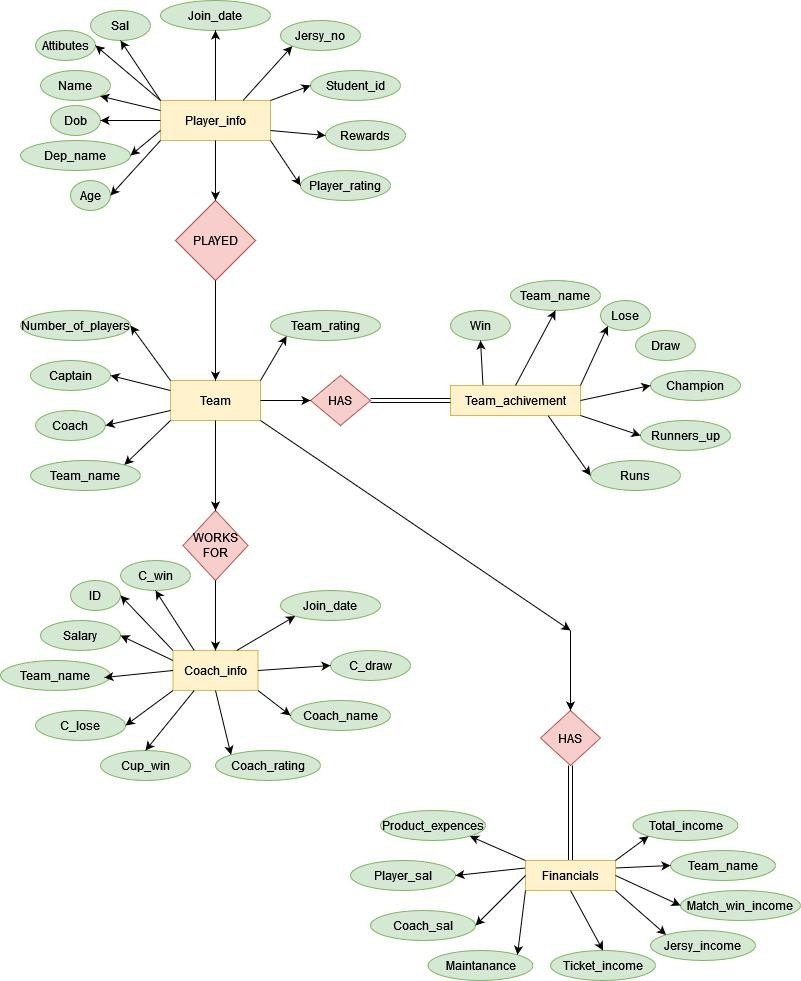 Join_date
Sal
Jersy_no
Attibutes
Name
Student_id
Dob
Player_info
Rewards
Dep_name
Player_rating
Age
PLAYED
Number_of_players
Team_rating
Captain
Team
Coach
Team_name
HAS
Team_name
Win
Lose
Draw
Team_achivement
Champion
Runners_up
Runs
WORKS
FOR
C_win
ID
Join_date
Salary
Team_name
Coach_info
C_draw
C_lose
Coach_name
Cup_win
Coach_rating
HAS
Product_expences
Total_income
Player_sal
Financials
Team_name
Coach_sal
Match_win_income
Jersy_income
Maintanance
Ticket_income